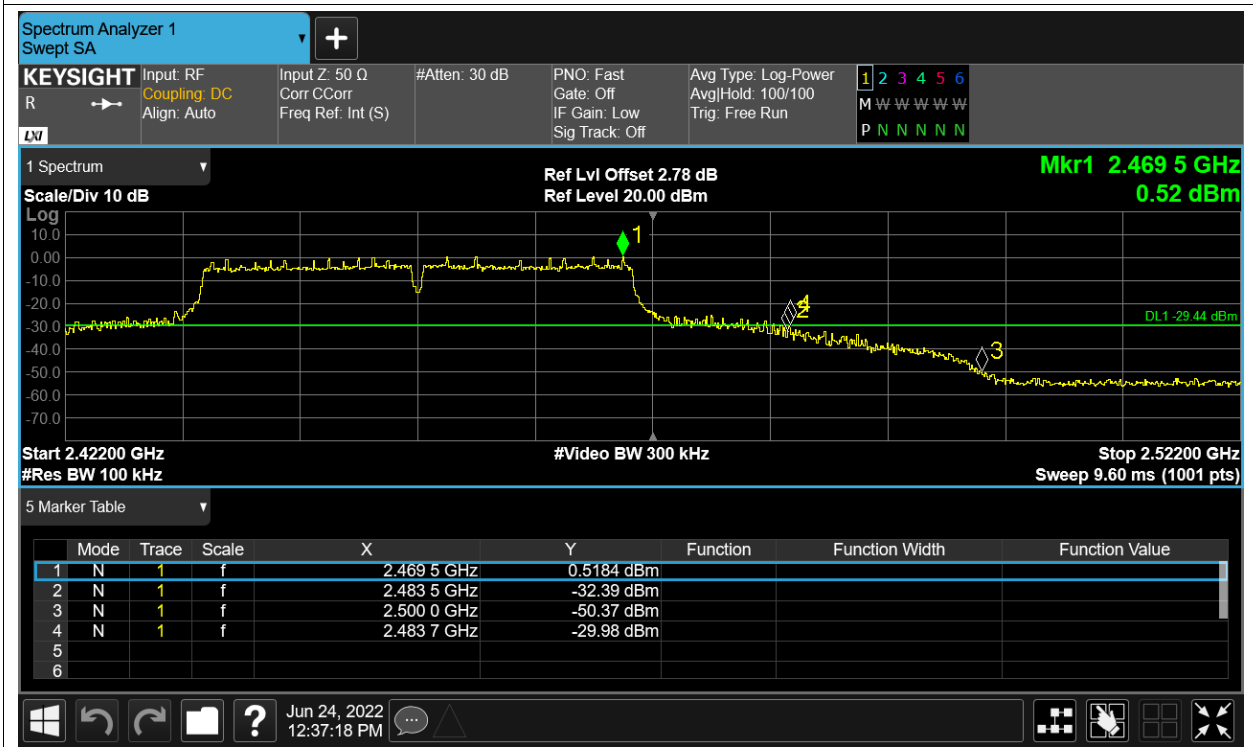 Spectrum Analyzer 1
Swept SA
+
KEYSIGHT Input: RF Input Z: 50 Ω #Atten: 30 dB PNO: Fast Avg Type: Log-Power 1 2 3 4 5 6
R Coupling: DC Corr CCorr Gate: Off Avg|Hold: 100/100 M W W W W W
Align: Auto Freq Ref: Int (S) IF Gain: Low Trig: Free Run
LXI Sig Track: Off P N N N N N
1 Spectrum Ref Lvl Offset 2.78 dB Mkr1 2.469 5 GHz
Scale/Div 10 dB Ref Level 20.00 dBm 0.52 dBm
Log
10.0
0.00
-10.0
-20.0
-30.0
-40.0
-50.0
-60.0
-70.0
1
4
2
3
DL1 -29.44 dBm
Start 2.42200 GHz #Video BW 300 kHz Stop 2.52200 GHz
#Res BW 100 kHz Sweep 9.60 ms (1001 pts)
5 Marker Table
Mode Trace Scale X Y Function Function Width Function Value
1 N 1 f 2.469 5 GHz 0.5184 dBm
2 N 1 f 2.483 5 GHz -32.39 dBm
3 N 1 f 2.500 0 GHz -50.37 dBm
4 N 1 f 2.483 7 GHz -29.98 dBm
5
6
? Jun 24, 2022
12:37:18 PM